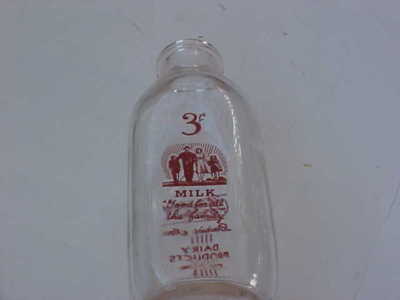 3¢
MILK
"Good for all
the family"
DAIRY
PRODUCTS